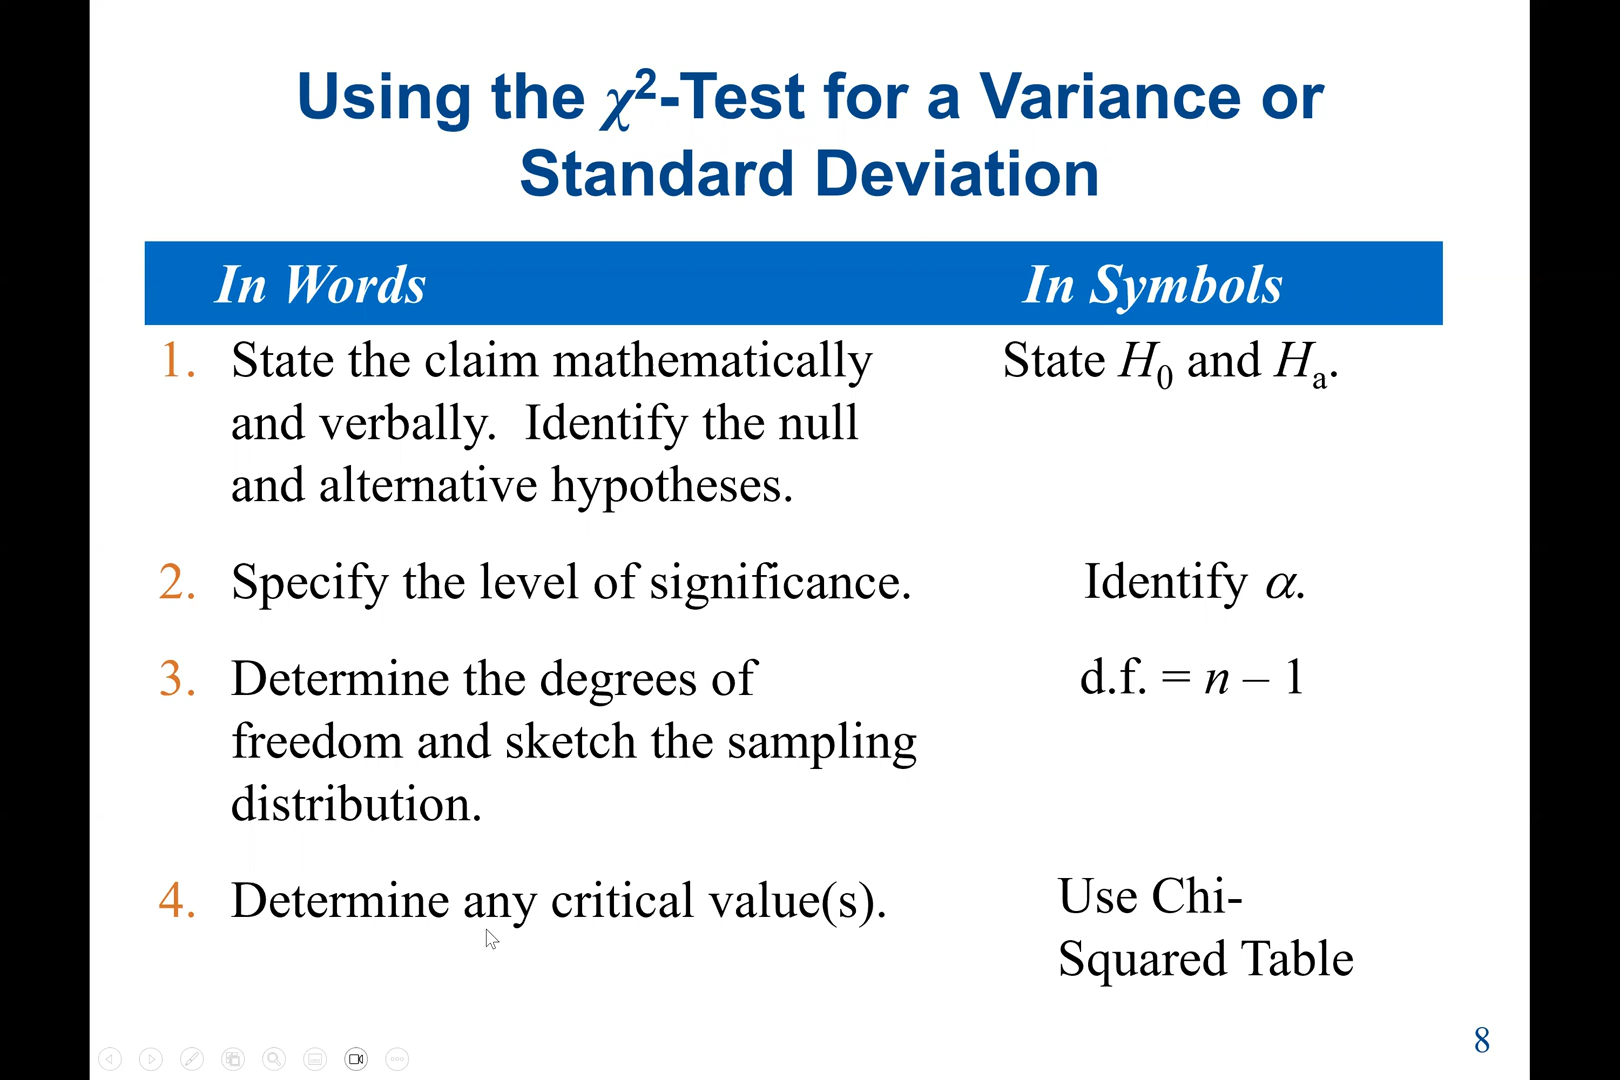 Using the χ²-Test for a Variance or
Standard Deviation
In Words In Symbols
1. State the claim mathematically State H₀ and Hₐ.
and verbally. Identify the null
and alternative hypotheses.
2. Specify the level of significance. Identify α.
3. Determine the degrees of d.f. = n – 1
freedom and sketch the sampling
distribution.
4. Determine any critical value(s). Use Chi-
Squared Table
8